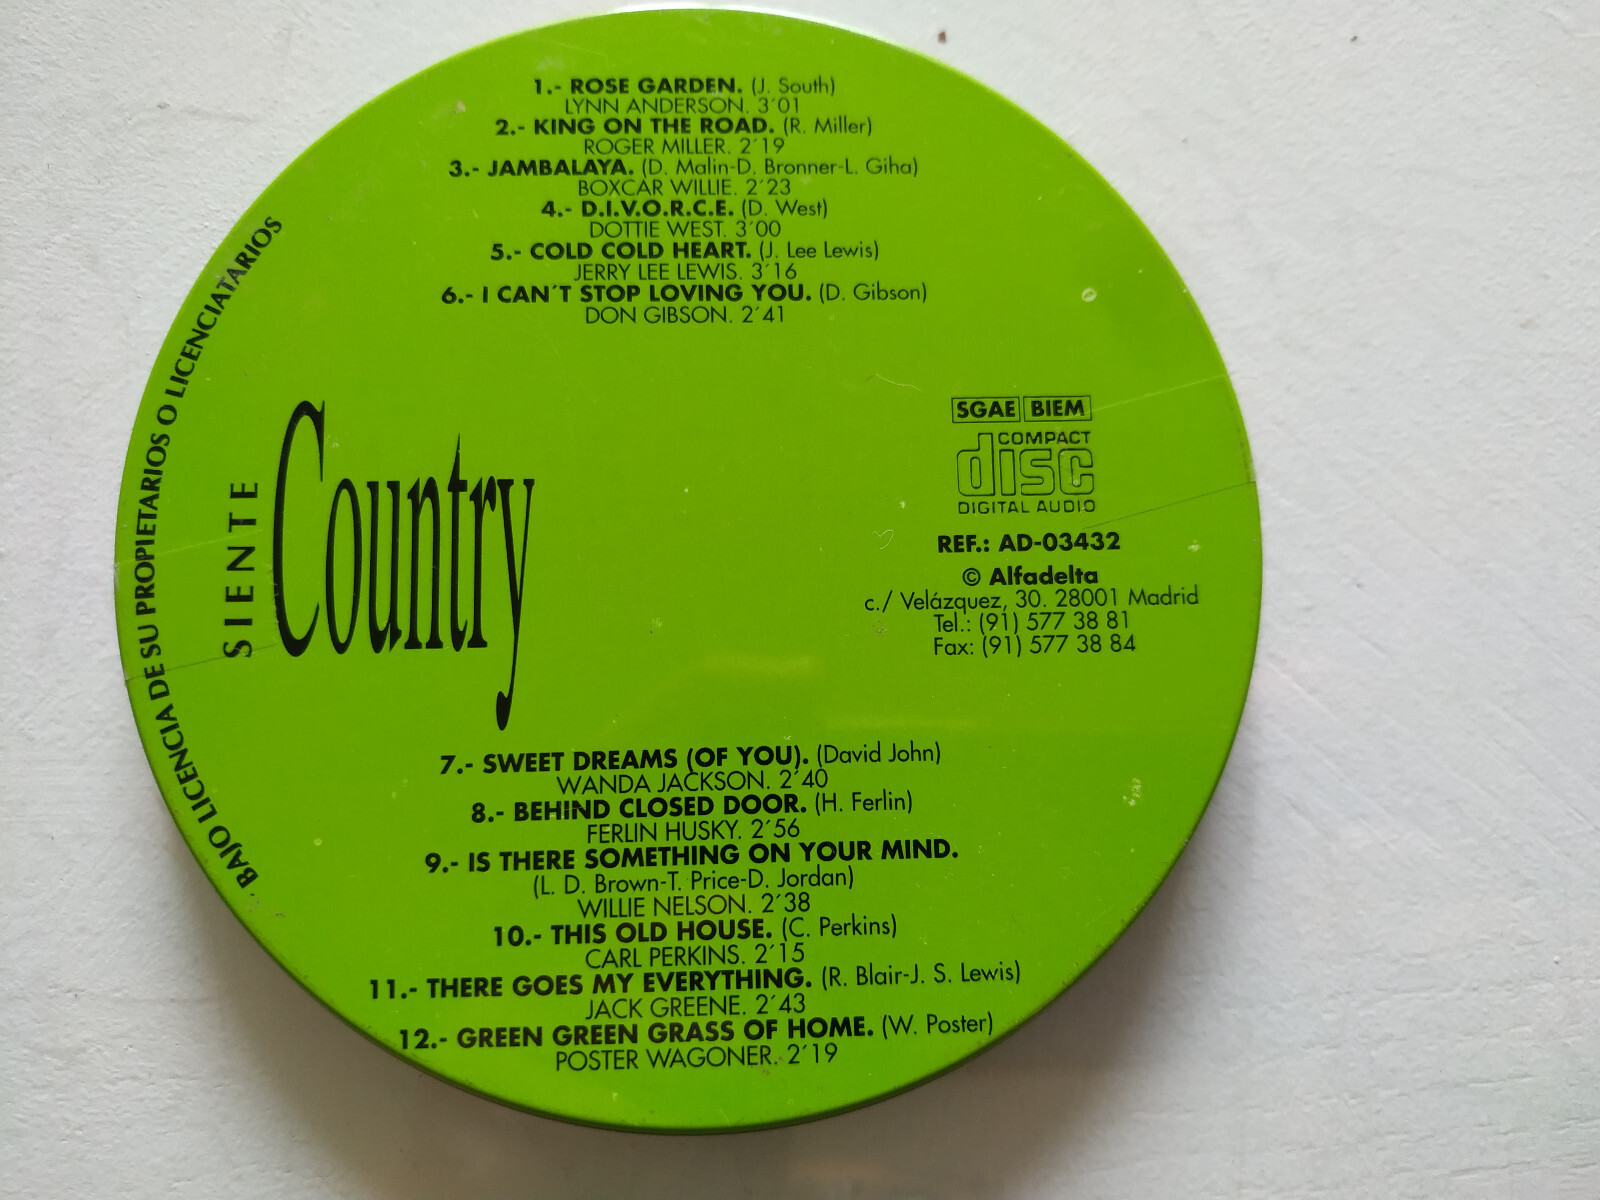 1.- ROSE GARDEN. (J. South)
LYNN ANDERSON. 3´01
2.- KING ON THE ROAD. (R. Miller)
ROGER MILLER. 2´19
3.- JAMBALAYA. (D. Malin-D. Bronner-L. Giha)
BOXCAR WILLIE. 2´23
4.- D.I.V.O.R.C.E. (D. West)
DOTTIE WEST. 3´00
5.- COLD COLD HEART. (J. Lee Lewis)
JERRY LEE LEWIS. 3´16
6.- I CAN´T STOP LOVING YOU. (D. Gibson)
DON GIBSON. 2´41
BAJO LICENCIA DE SU PROPIETARIOS O LICENCIATARIOS
SIENTE
Country
SGAE BIEM
COMPACT
disc
DIGITAL AUDIO
REF.: AD-03432
© Alfadelta
c./ Velázquez, 30. 28001 Madrid
Tel.: (91) 577 38 81
Fax: (91) 577 38 84
7.- SWEET DREAMS (OF YOU). (David John)
WANDA JACKSON. 2´40
8.- BEHIND CLOSED DOOR. (H. Ferlin)
FERLIN HUSKY. 2´56
9.- IS THERE SOMETHING ON YOUR MIND.
(L. D. Brown-T. Price-D. Jordan)
WILLIE NELSON. 2´38
10.- THIS OLD HOUSE. (C. Perkins)
CARL PERKINS. 2´15
11.- THERE GOES MY EVERYTHING. (R. Blair-J. S. Lewis)
JACK GREENE. 2´43
12.- GREEN GREEN GRASS OF HOME. (W. Poster)
POSTER WAGONER. 2´19